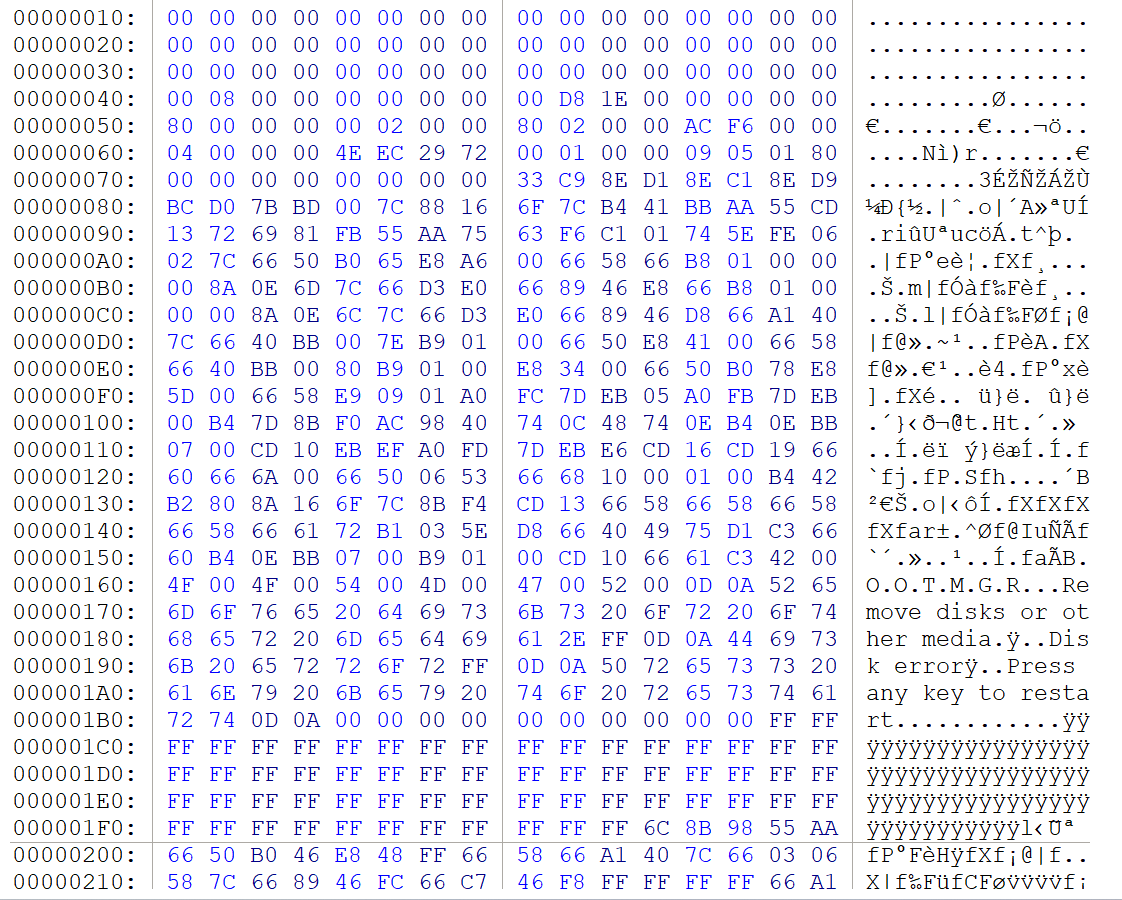 00000010: 00 00 00 00 00 00 00 00 00 00 00 00 00 00 00 00 ................
00000020: 00 00 00 00 00 00 00 00 00 00 00 00 00 00 00 00 ................
00000030: 00 00 00 00 00 00 00 00 00 00 00 00 00 00 00 00 ................
00000040: 00 08 00 00 00 00 00 00 00 D8 1E 00 00 00 00 00 .........Ø......
00000050: 80 00 00 00 00 02 00 00 80 02 00 00 AC F6 00 00 €.......€...¬ö..
00000060: 04 00 00 00 4E EC 29 72 00 01 00 00 09 05 01 80 ....Nì)r.......€
00000070: 00 00 00 00 00 00 00 00 33 C9 8E D1 8E C1 8E D9 ........3ÉŽÑŽÁŽÙ
00000080: BC D0 7B BD 00 7C 88 16 6F 7C B4 41 BB AA 55 CD ¼Ð{½.|ˆ.o|´A»ªUÍ
00000090: 13 72 69 81 FB 55 AA 75 63 F6 C1 01 74 5E FE 06 .riûUªucöÁ.t^þ.
000000A0: 02 7C 66 50 B0 65 E8 A6 00 66 58 66 B8 01 00 00 .|fP°eè¦.fXf¸...
000000B0: 00 8A 0E 6D 7C 66 D3 E0 66 89 46 E8 66 B8 01 00 .Š.m|fÓàf‰Fèf¸..
000000C0: 00 00 8A 0E 6C 7C 66 D3 E0 66 89 46 D8 66 A1 40 ..Š.l|fÓàf‰FØf¡@
000000D0: 7C 66 40 BB 00 7E B9 01 00 66 50 E8 41 00 66 58 |f@».~¹..fPèA.fX
000000E0: 66 40 BB 00 80 B9 01 00 E8 34 00 66 50 B0 78 E8 f@».€¹..è4.fP°xè
000000F0: 5D 00 66 58 E9 09 01 A0 FC 7D EB 05 A0 FB 7D EB ].fXé.. ü}ë. û}ë
00000100: 00 B4 7D 8B F0 AC 98 40 74 0C 48 74 0E B4 0E BB .´}‹ð¬˜@t.Ht.´.»
00000110: 07 00 CD 10 EB EF A0 FD 7D EB E6 CD 16 CD 19 66 ..Í.ëï ý}ëæÍ.Í.f
00000120: 60 66 6A 00 66 50 06 53 66 68 10 00 01 00 B4 42 `fj.fP.Sfh....´B
00000130: B2 80 8A 16 6F 7C 8B F4 CD 13 66 58 66 58 66 58 ²€Š.o|‹ôÍ.fXfXfX
00000140: 66 58 66 61 72 B1 03 5E D8 66 40 49 75 D1 C3 66 fXfar±.^Øf@IuÑÃf
00000150: 60 B4 0E BB 07 00 B9 01 00 CD 10 66 61 C3 42 00 `´.»..¹..Í.faÃB.
00000160: 4F 00 4F 00 54 00 4D 00 47 00 52 00 0D 0A 52 65 O.O.T.M.G.R...Re
00000170: 6D 6F 76 65 20 64 69 73 6B 73 20 6F 72 20 6F 74 move disks or ot
00000180: 68 65 72 20 6D 65 64 69 61 2E FF 0D 0A 44 69 73 her media.ÿ..Dis
00000190: 6B 20 65 72 72 6F 72 FF 0D 0A 50 72 65 73 73 20 k errorÿ..Press
000001A0: 61 6E 79 20 6B 65 79 20 74 6F 20 72 65 73 74 61 any key to resta
000001B0: 72 74 0D 0A 00 00 00 00 00 00 00 00 00 00 FF FF rt............ÿÿ
000001C0: FF FF FF FF FF FF FF FF FF FF FF FF FF FF FF FF ÿÿÿÿÿÿÿÿÿÿÿÿÿÿÿÿ
000001D0: FF FF FF FF FF FF FF FF FF FF FF FF FF FF FF FF ÿÿÿÿÿÿÿÿÿÿÿÿÿÿÿÿ
000001E0: FF FF FF FF FF FF FF FF FF FF FF FF FF FF FF FF ÿÿÿÿÿÿÿÿÿÿÿÿÿÿÿÿ
000001F0: FF FF FF FF FF FF FF FF FF FF FF 6C 8B 98 55 AA ÿÿÿÿÿÿÿÿÿÿÿl‹˜Uª
00000200: 66 50 B0 46 E8 48 FF 66 58 66 A1 40 7C 66 03 06 fP°FèHÿfXf¡@|f..
00000210: 58 7C 66 89 46 FC 66 C7 46 F8 FF FF FF FF 66 A1 X|f‰FüfÇFøÿÿÿÿf¡